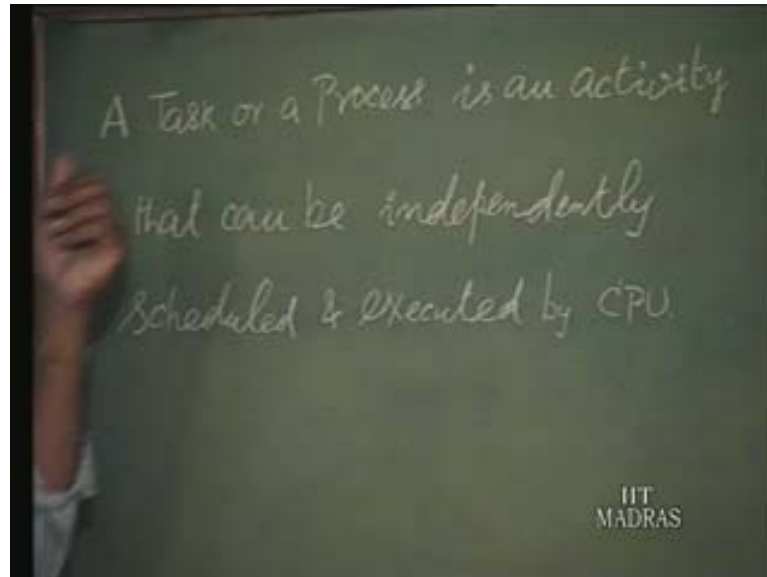 A Task or a Process is an activity
that can be independently
scheduled & executed by CPU.
IIT
MADRAS